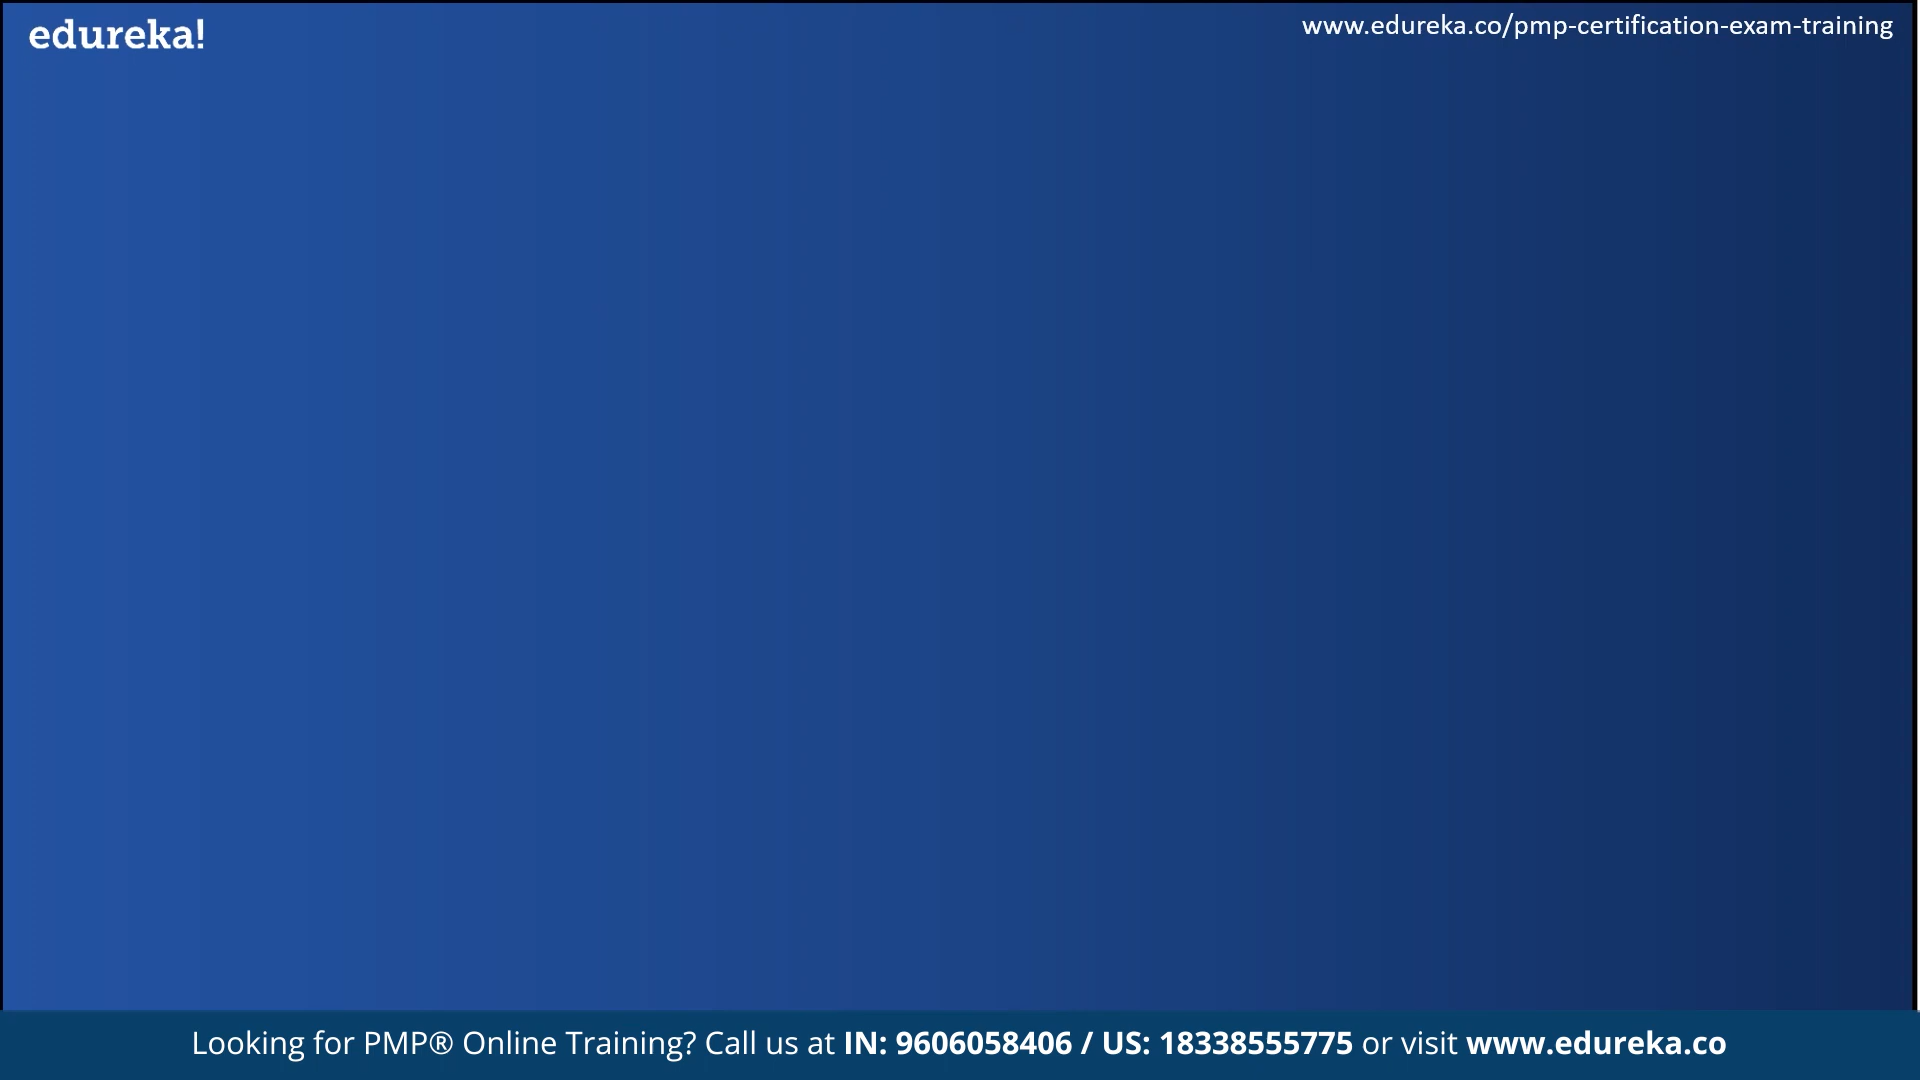 edureka!
www.edureka.co/pmp-certification-exam-training
Looking for PMP® Online Training? Call us at IN: 9606058406 / US: 18338555775 or visit www.edureka.co